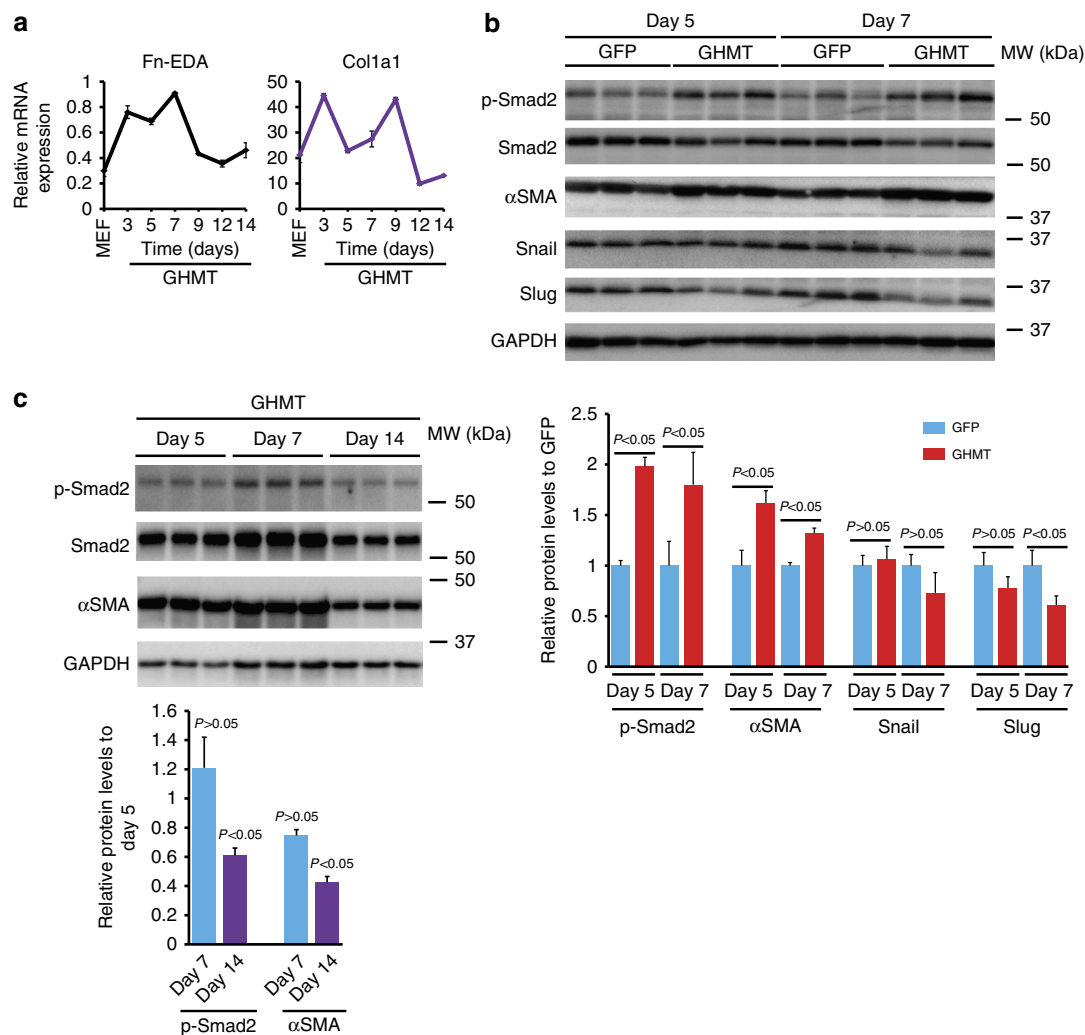 a
Fn-EDA
Relative mRNA
expression
1
0.8
0.6
0.4
0.2
0
MEF 3 5 7 9 12 14
Time (days)
GHMT
Col1a1
50
40
30
20
10
0
MEF 3 5 7 9 12 14
Time (days)
GHMT
b
Day 5 Day 7
GFP GHMT GFP GHMT MW (kDa)
p-Smad2
50
Smad2
50
αSMA
37
Snail
37
Slug
37
GAPDH
37
Relative protein levels to GFP
2.5
2
1.5
1
0.5
0
GFP
GHMT
P<0.05
P<0.05
P<0.05
P<0.05
P>0.05
P>0.05
P>0.05
P<0.05
Day 5 Day 7 Day 5 Day 7 Day 5 Day 7 Day 5 Day 7
p-Smad2 αSMA Snail Slug
c
GHMT
Day 5 Day 7 Day 14 MW (kDa)
p-Smad2
50
Smad2
50
αSMA
50
37
GAPDH
Relative protein levels to
day 5
1.6
1.4
1.2
1
0.8
0.6
0.4
0.2
0
P>0.05
P<0.05
P>0.05
P<0.05
Day 7 Day 14 Day 7 Day 14
p-Smad2 αSMA